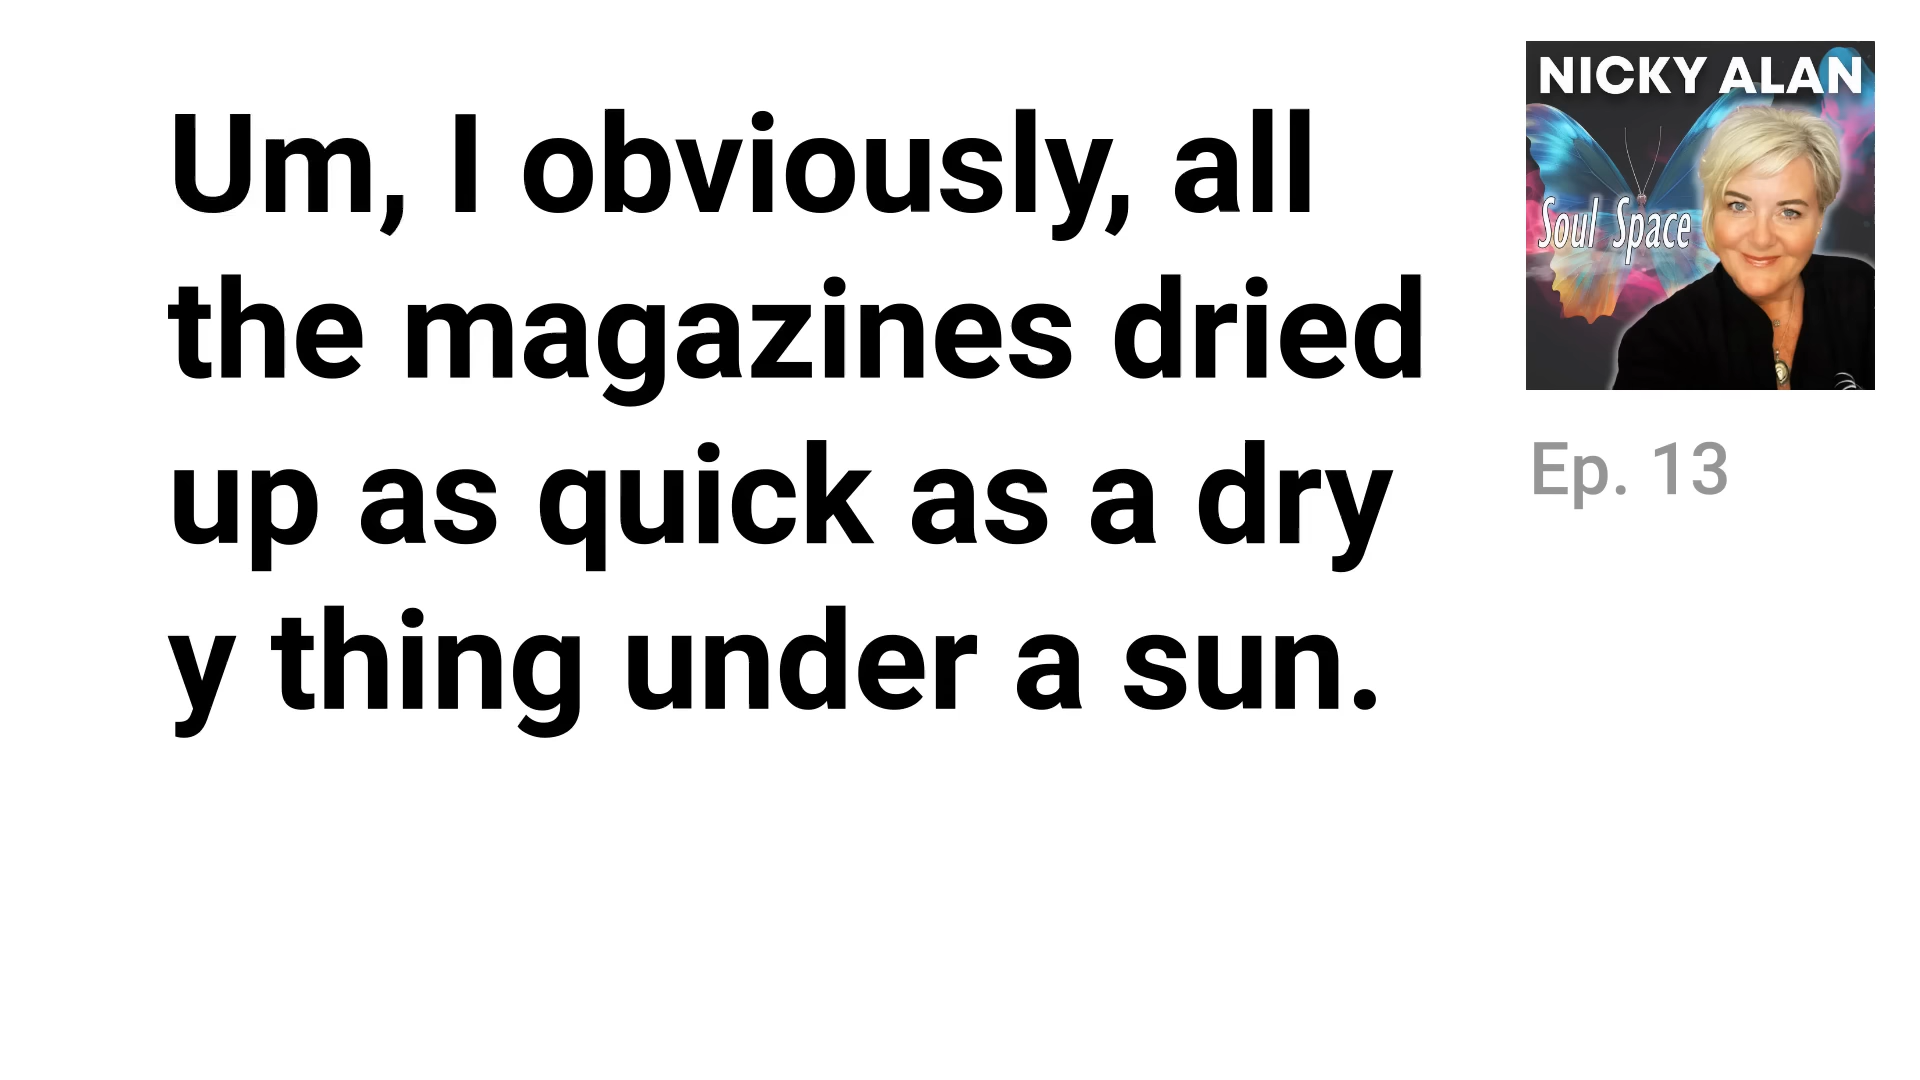 Um, I obviously, all
the magazines dried
up as quick as a dry
y thing under a sun.
NICKY ALAN
Soul Space
Ep. 13